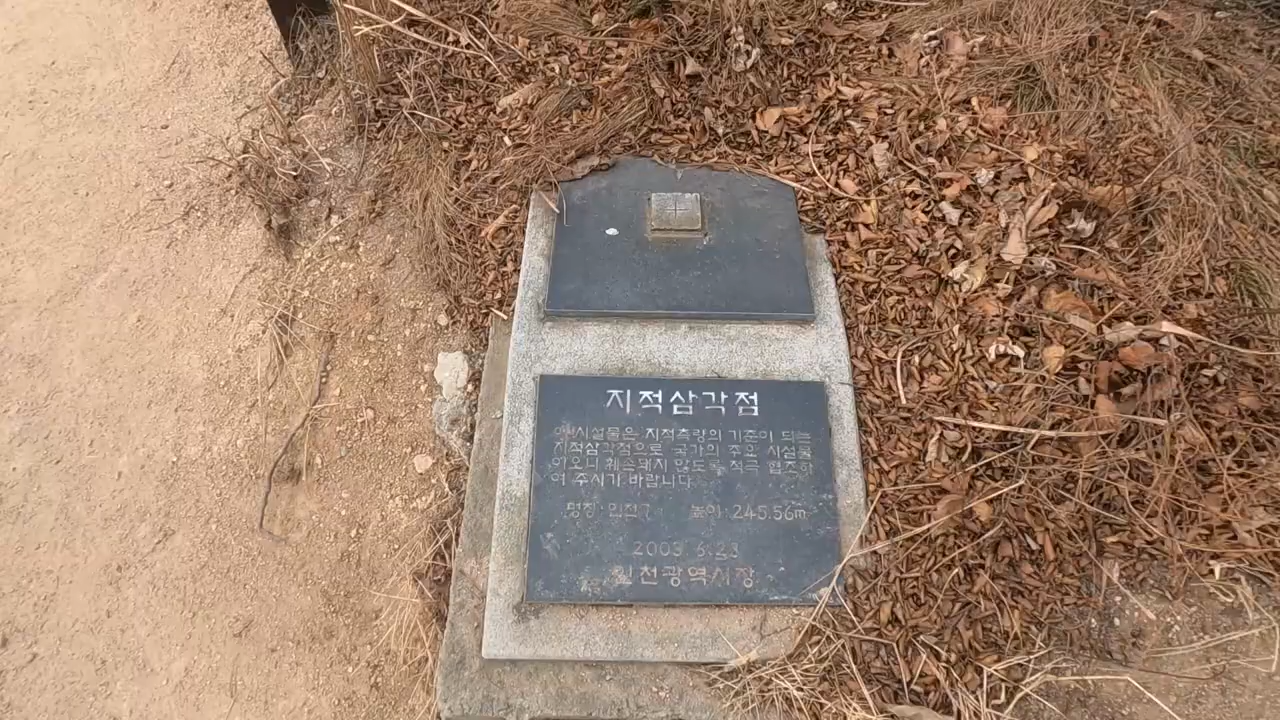 지적삼각점
이 시설물은 지적측량의 기준이 되는
지적삼각점으로 국가의 주요 시설물
이오니 훼손돼지 않도록 적극 협조하
여 주시기 바랍니다
명칭 : 인천7 높이 : 245.56m
2003. 6.23
인천광역시장